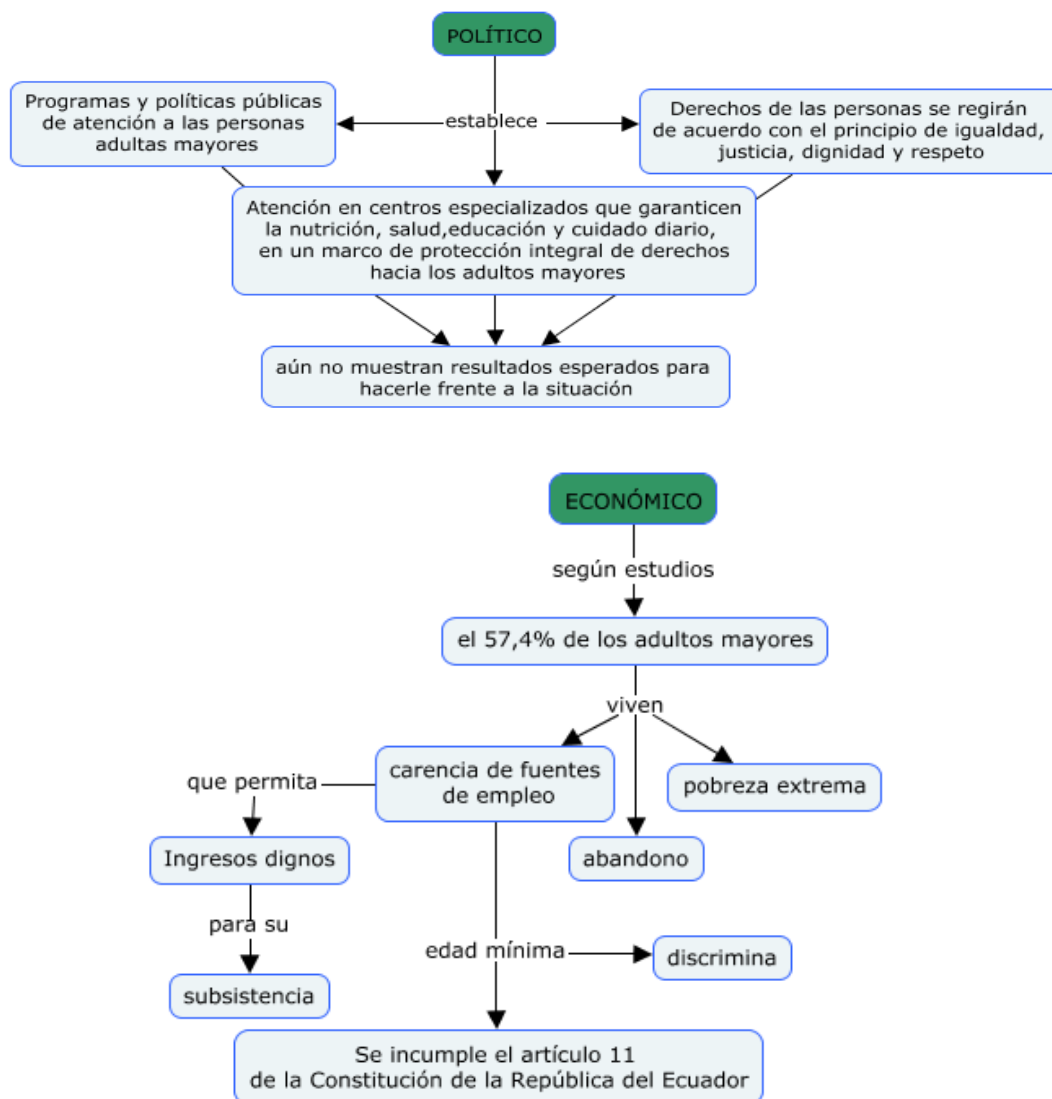 POLÍTICO
Programas y políticas públicas
de atención a las personas
adultas mayores
establece
Derechos de las personas se regirán
de acuerdo con el principio de igualdad,
justicia, dignidad y respeto
Atención en centros especializados que garanticen
la nutrición, salud,educación y cuidado diario,
en un marco de protección integral de derechos
hacia los adultos mayores
aún no muestran resultados esperados para
hacerle frente a la situación
ECONÓMICO
según estudios
el 57,4% de los adultos mayores
viven
carencia de fuentes
de empleo
pobreza extrema
que permita
Ingresos dignos
abandono
para su
edad mínima
discrimina
subsistencia
Se incumple el artículo 11
de la Constitución de la República del Ecuador